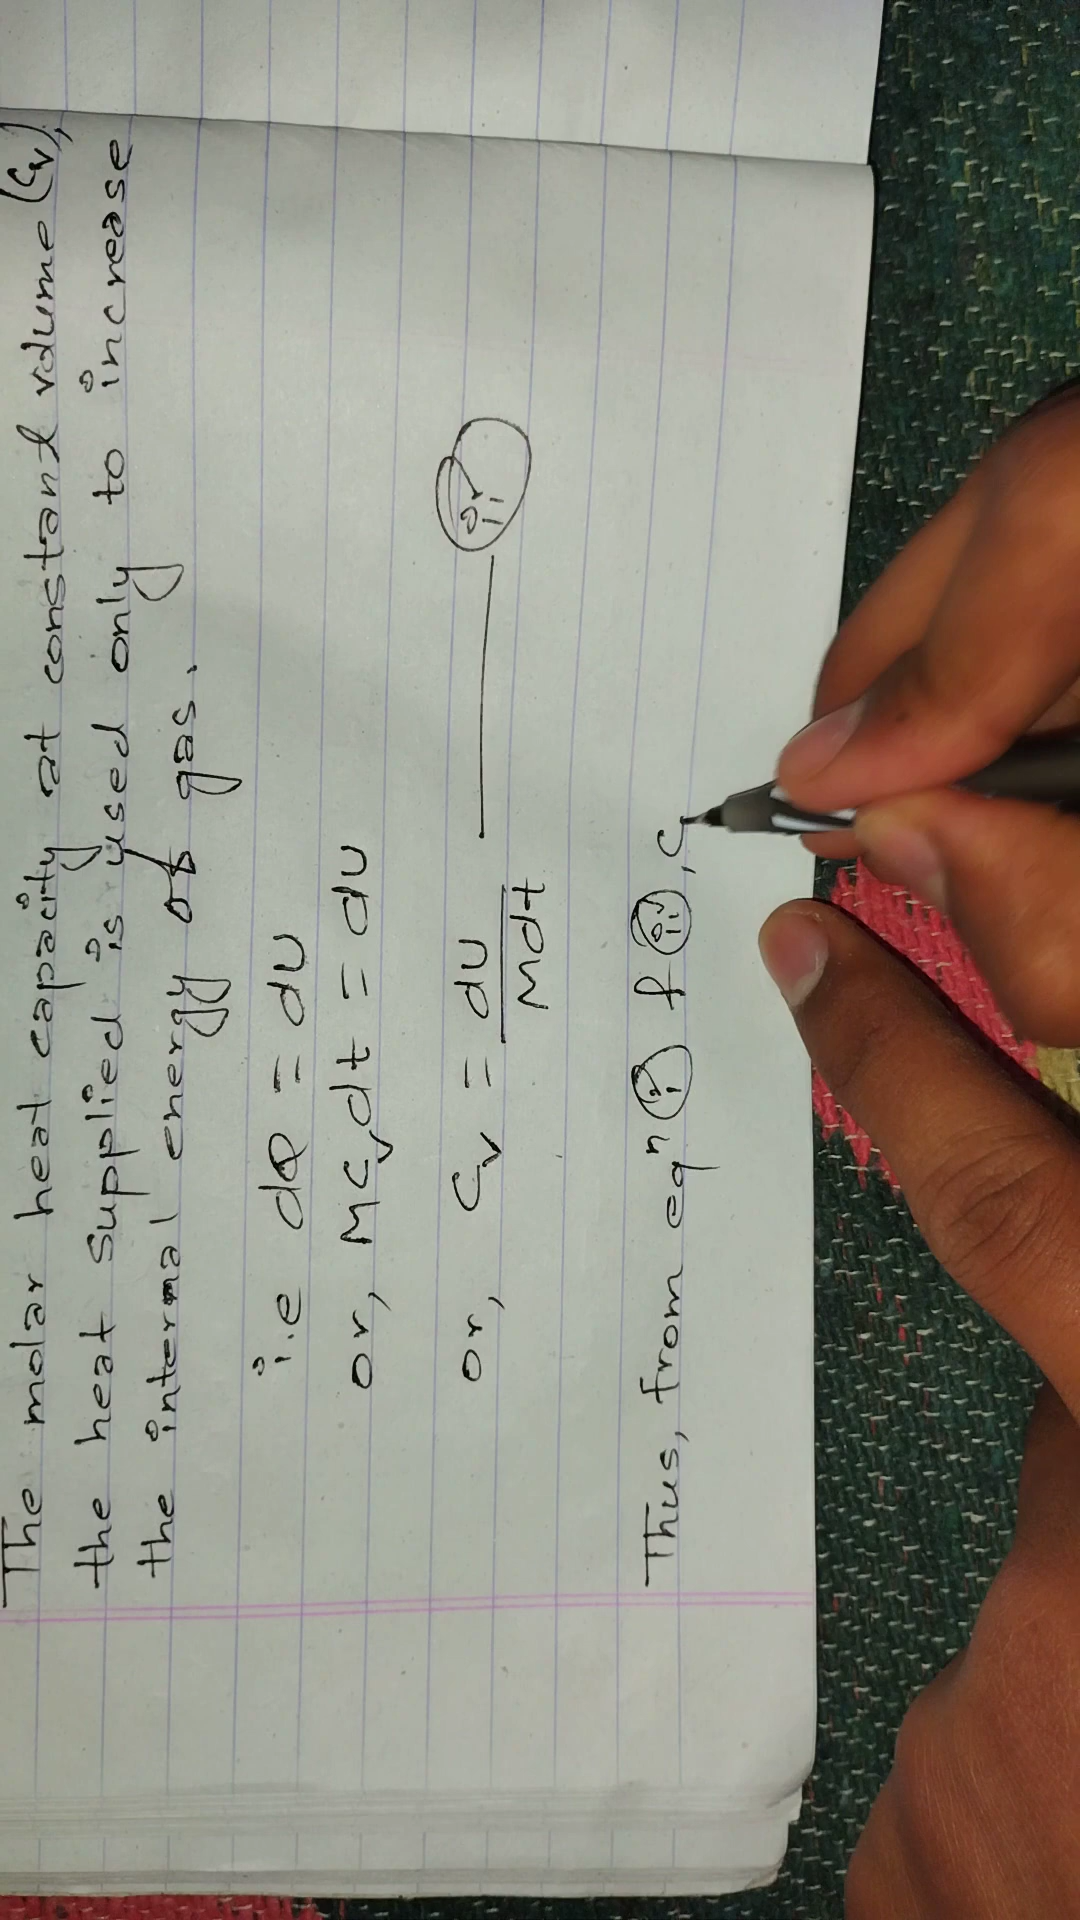 The molar heat capacity at constant volume (Cv),
the heat supplied is used only to increase
the internal energy of gas.
i.e dQ = dU
or, MCvdt = dU
or, Cv = dU/Mdt — (ii)
Thus, from eqn (i) & (ii), C